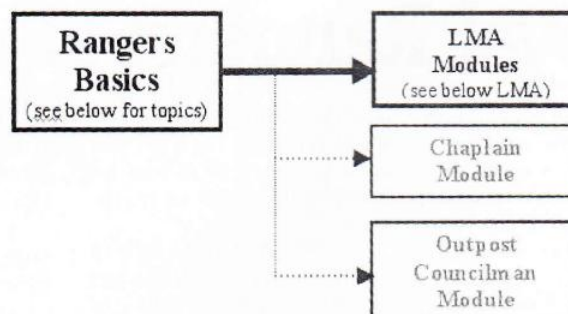 Rangers
Basics
(see below for topics)
LMA
Modules
(see below LMA)
Chaplain
Module
Outpost
Councilman
Module